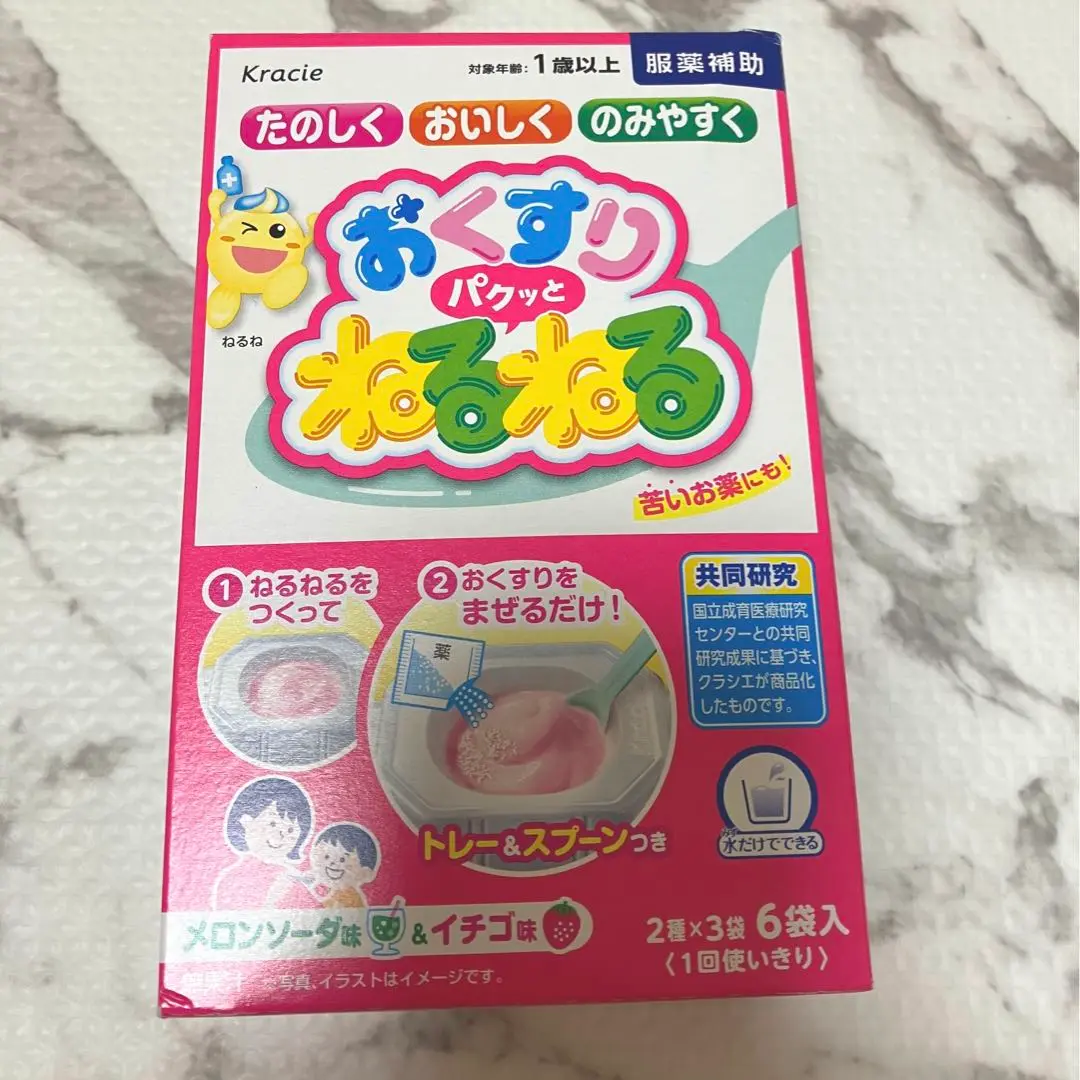 Kracie
対象年齢:1歳以上
服薬補助
たのしく おいしく のみやすく
おくすり
パクッと
ねるねる
ねるね
苦いお薬にも!
1 ねるねるを
つくって
2 おくすりを
まぜるだけ!
薬
トレー&スプーンつき
共同研究
国立成育医療研究
センターとの共同
研究成果に基づき、
クラシエが商品化
したものです。
水だけでできる
メロンソーダ味&イチゴ味
2種×3袋 6袋入
〈1回使いきり〉
※写真、イラストはイメージです。